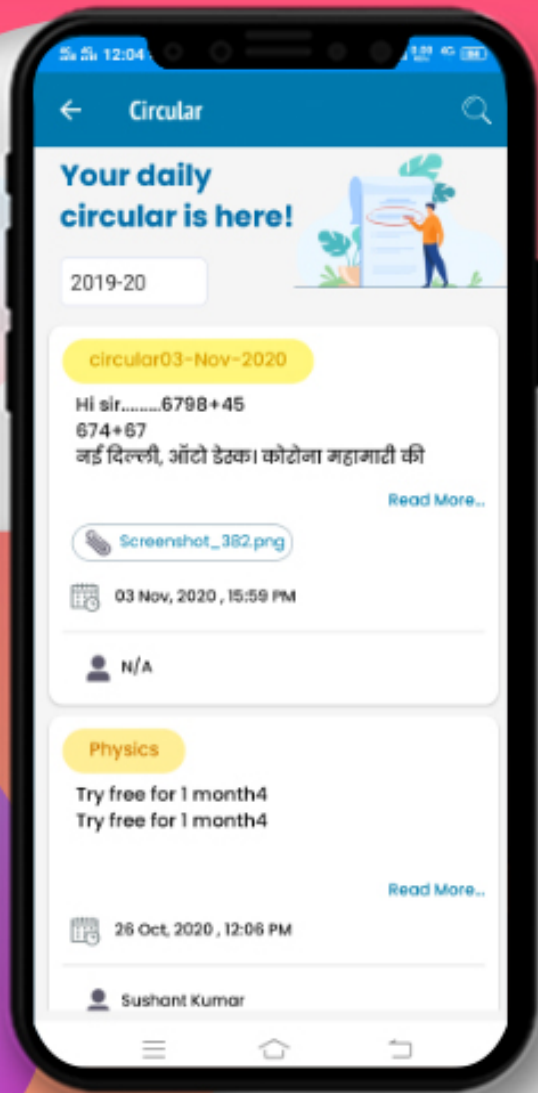 12:04
Circular
Your daily
circular is here!
2019-20
circular03-Nov-2020
Hi sir.........6798+45
674+67
नई दिल्ली, ऑटो डेस्क। कोरोना महामारी की
Read More..
Screenshot_382.png
03 Nov, 2020 , 15:59 PM
N/A
Physics
Try free for 1 month4
Try free for 1 month4
Read More..
26 Oct, 2020 , 12:06 PM
Sushant Kumar